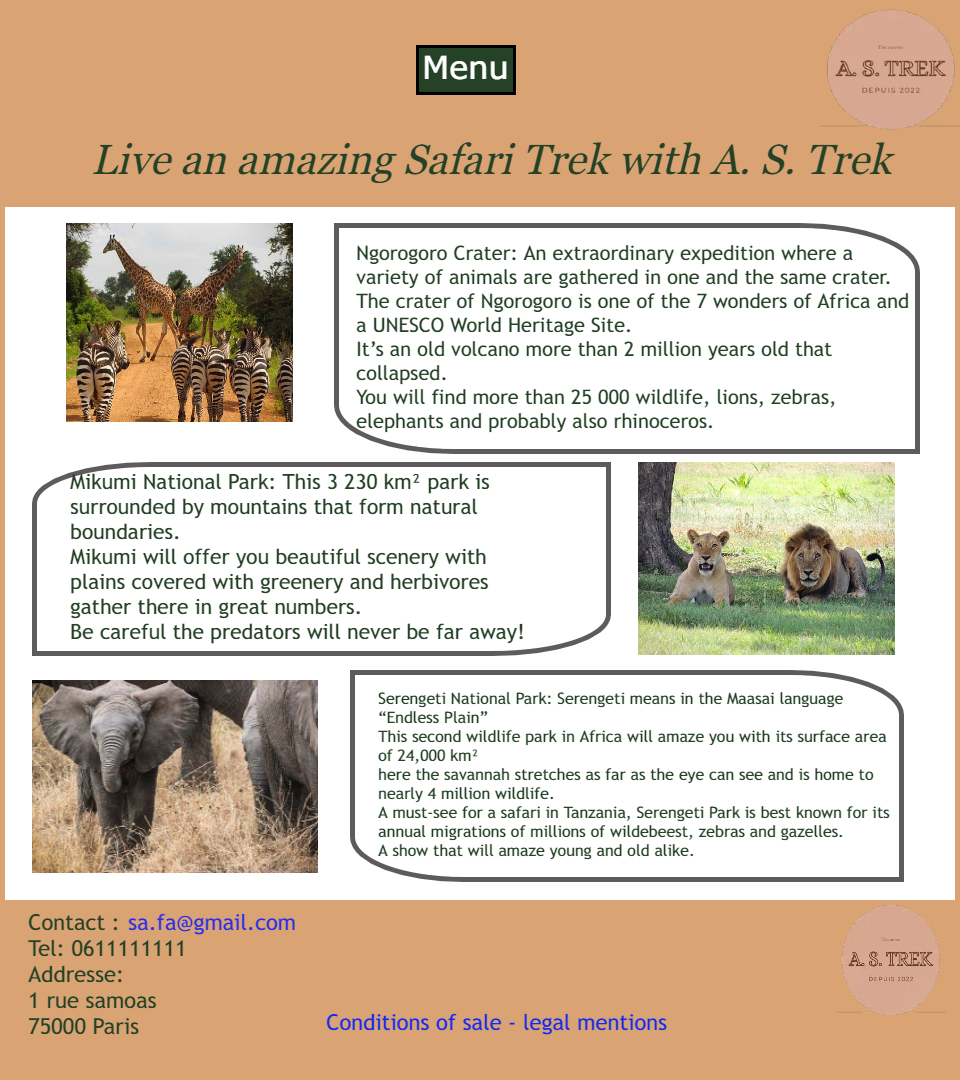 Menu
A. S. TREK
DEPUIS 2022
Live an amazing Safari Trek with A. S. Trek
Ngorogoro Crater: An extraordinary expedition where a
variety of animals are gathered in one and the same crater.
The crater of Ngorogoro is one of the 7 wonders of Africa and
a UNESCO World Heritage Site.
It’s an old volcano more than 2 million years old that
collapsed.
You will find more than 25 000 wildlife, lions, zebras,
elephants and probably also rhinoceros.
Mikumi National Park: This 3 230 km² park is
surrounded by mountains that form natural
boundaries.
Mikumi will offer you beautiful scenery with
plains covered with greenery and herbivores
gather there in great numbers.
Be careful the predators will never be far away!
Serengeti National Park: Serengeti means in the Maasai language
“Endless Plain”
This second wildlife park in Africa will amaze you with its surface area
of 24,000 km²
here the savannah stretches as far as the eye can see and is home to
nearly 4 million wildlife.
A must-see for a safari in Tanzania, Serengeti Park is best known for its
annual migrations of millions of wildebeest, zebras and gazelles.
A show that will amaze young and old alike.
Contact : sa.fa@gmail.com
Tel: 0611111111
Addresse:
1 rue samoas
75000 Paris
Conditions of sale - legal mentions
A. S. TREK
DEPUIS 2022